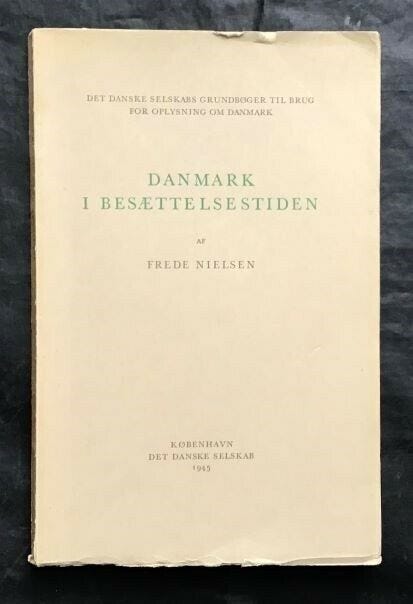 DET DANSKE SELSKABS GRUNDBØGER TIL BRUG
FOR OPLYSNING OM DANMARK
DANMARK
I BESÆTTELSESTIDEN
AF
FREDE NIELSEN
KØBENHAVN
DET DANSKE SELSKAB
1945